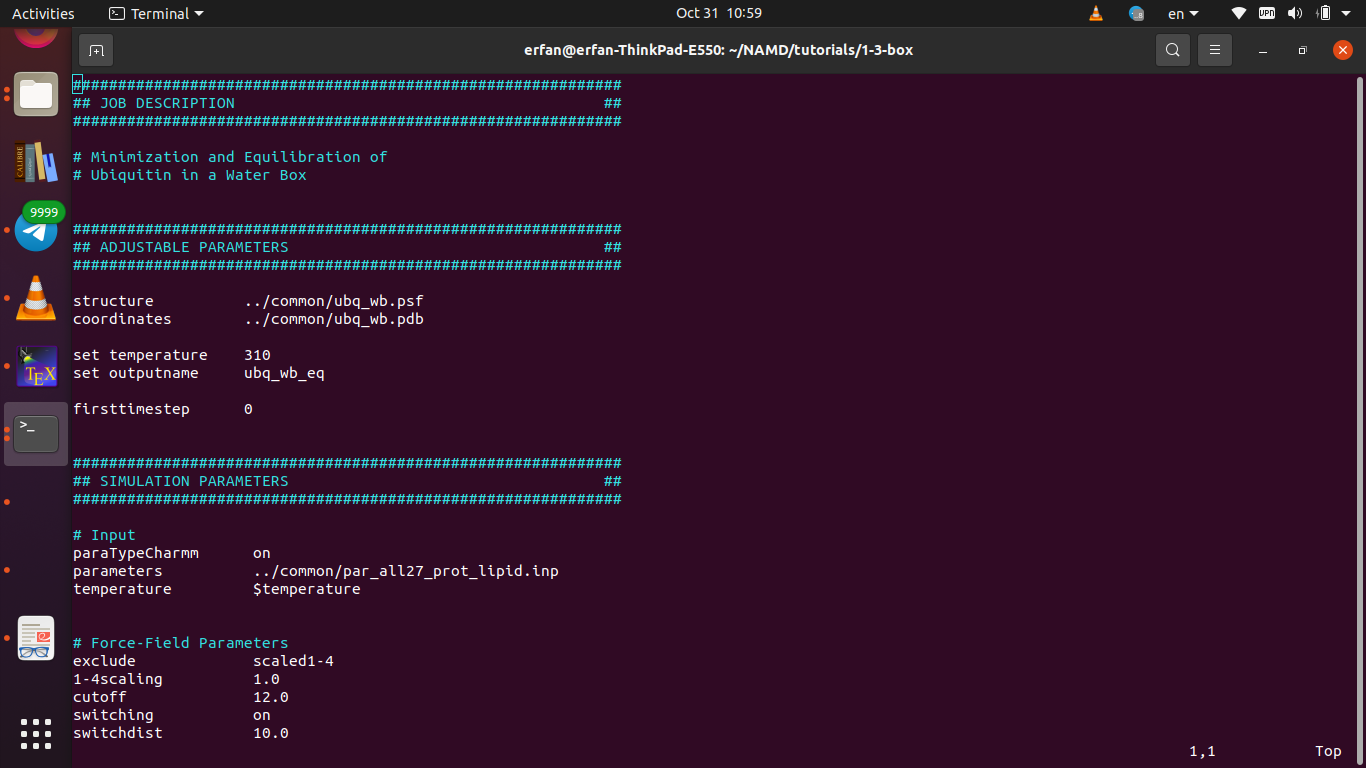 Activities
Terminal
Oct 31 10:59
en
VPN
erfan@erfan-ThinkPad-E550: ~/NAMD/tutorials/1-3-box
CALIBRE
9999
TEX
>_
#############################################################
## JOB DESCRIPTION                                         ##
#############################################################
# Minimization and Equilibration of
# Ubiquitin in a Water Box
#############################################################
## ADJUSTABLE PARAMETERS                                   ##
#############################################################
structure          ../common/ubq_wb.psf
coordinates        ../common/ubq_wb.pdb
set temperature    310
set outputname     ubq_wb_eq
firsttimestep      0
#############################################################
## SIMULATION PARAMETERS                                   ##
#############################################################
# Input
paraTypeCharmm      on
parameters          ../common/par_all27_prot_lipid.inp
temperature         $temperature
# Force-Field Parameters
exclude             scaled1-4
1-4scaling          1.0
cutoff              12.0
switching           on
switchdist          10.0
1,1           Top